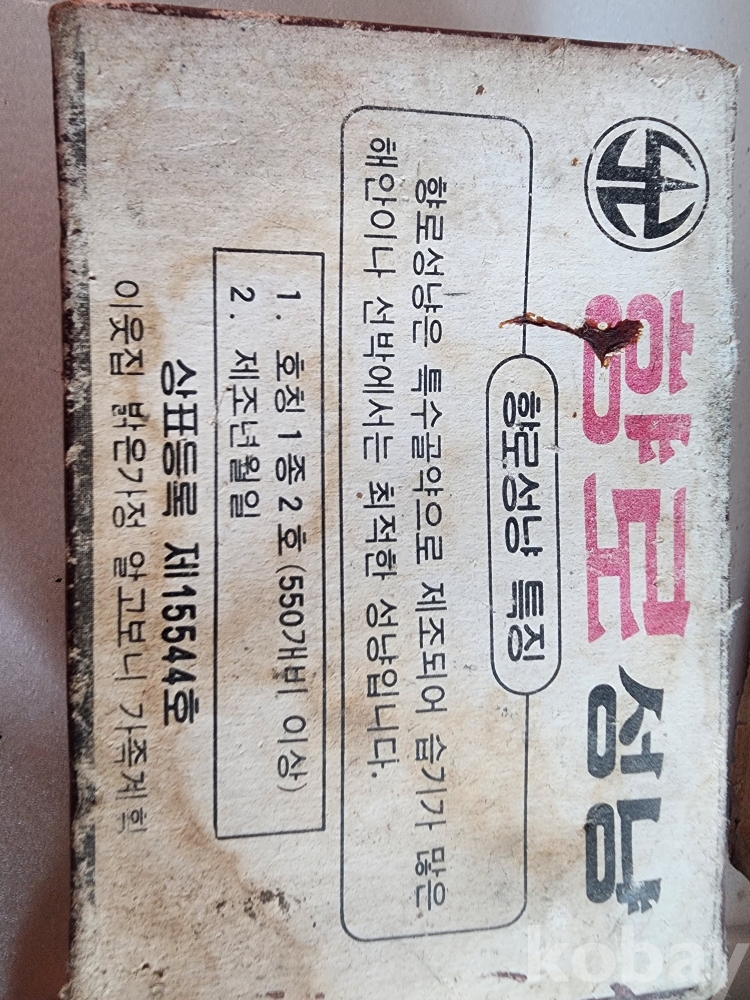 향로 성냥
향로성냥 특징
향로성냥은 특수골약으로 제조되어 습기가 많은
해안이나 선박에서는 최적한 성냥입니다.
1. 호칭 1종 2호 (550개비 이상)
2. 제조년월일
상표등록 제15544호
이웃집 밝은가정 알고보니 가족계획
kobay